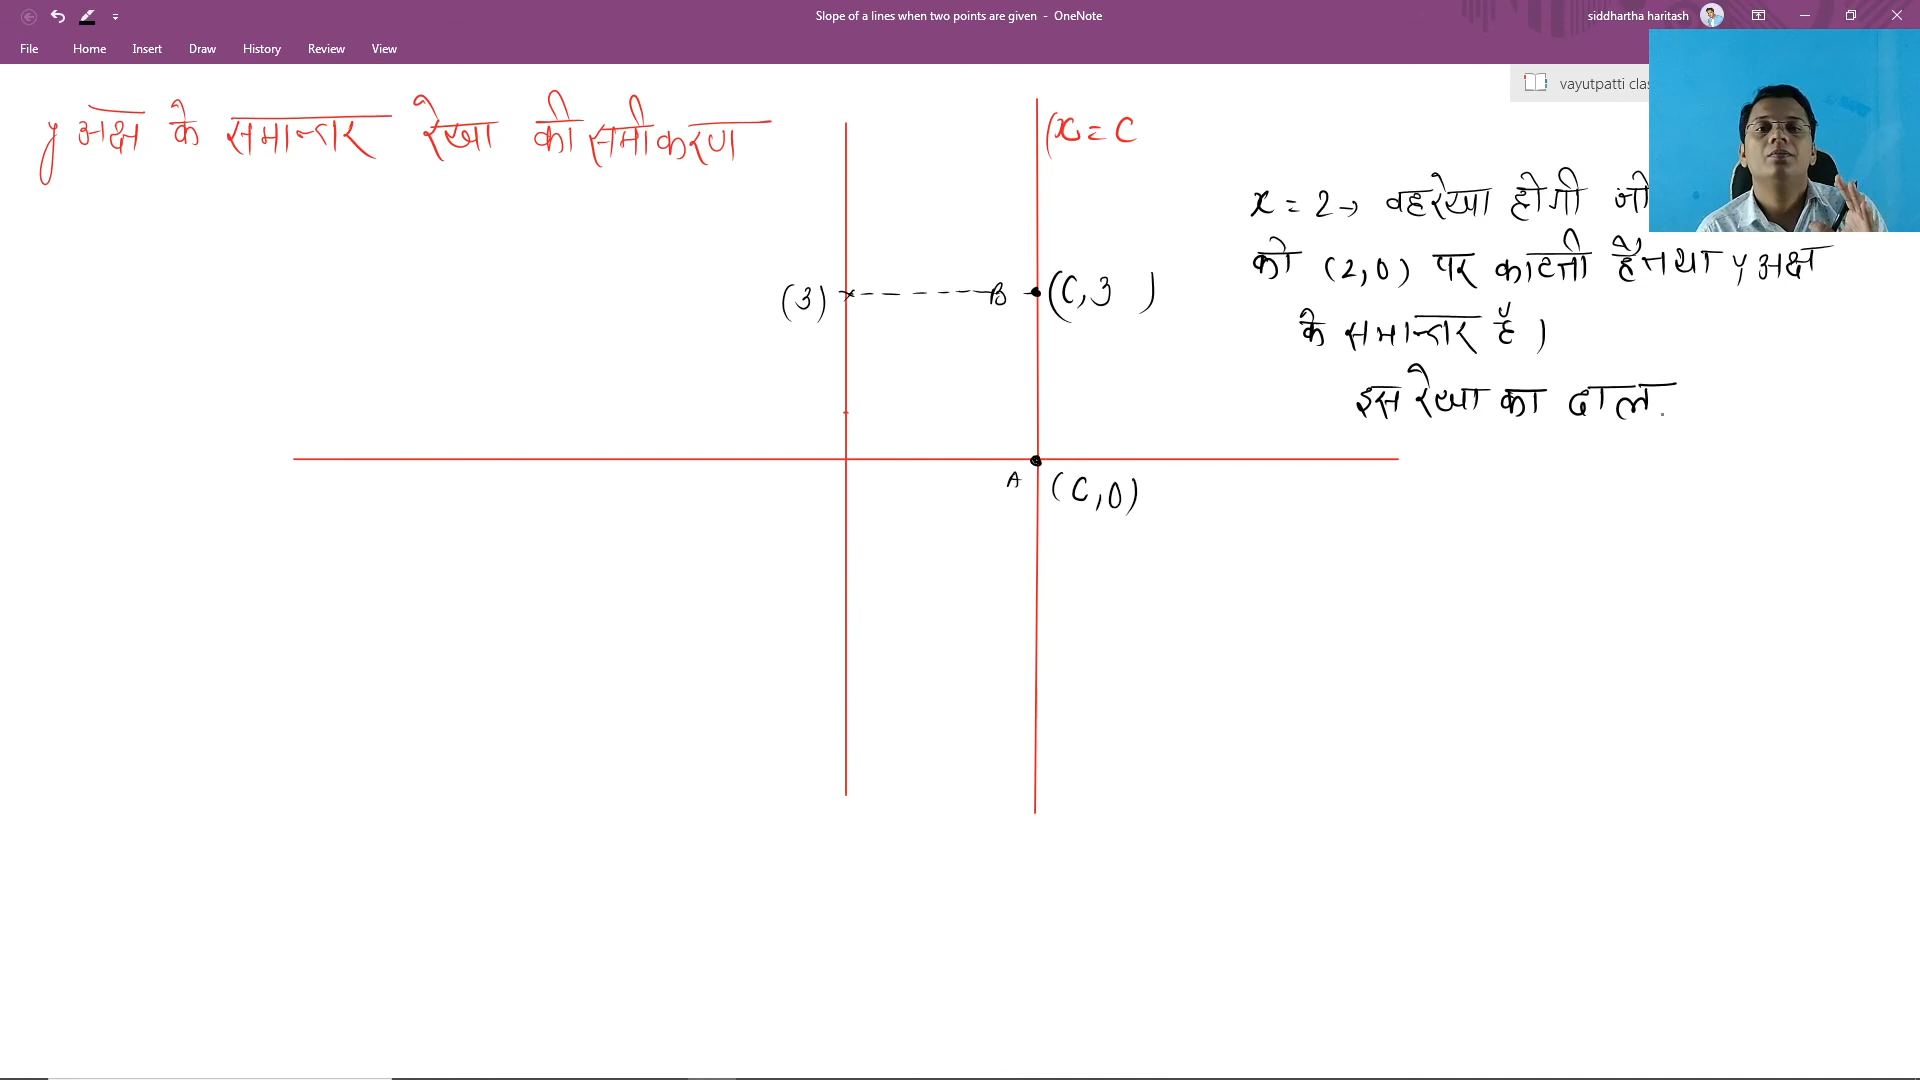 Slope of a lines when two points are given - OneNote
siddhartha haritash
File Home Insert Draw History Review View
vayutpatti clas
y अक्ष के समान्तर रेखा की समीकरण
(x = C
x = 2 → वह रेखा होगी जो
को (2,0) पर काटती है तथा y अक्ष
के समान्तर है।
इस रेखा का ढाल
(3) B (C, 3 )
A (C, 0)